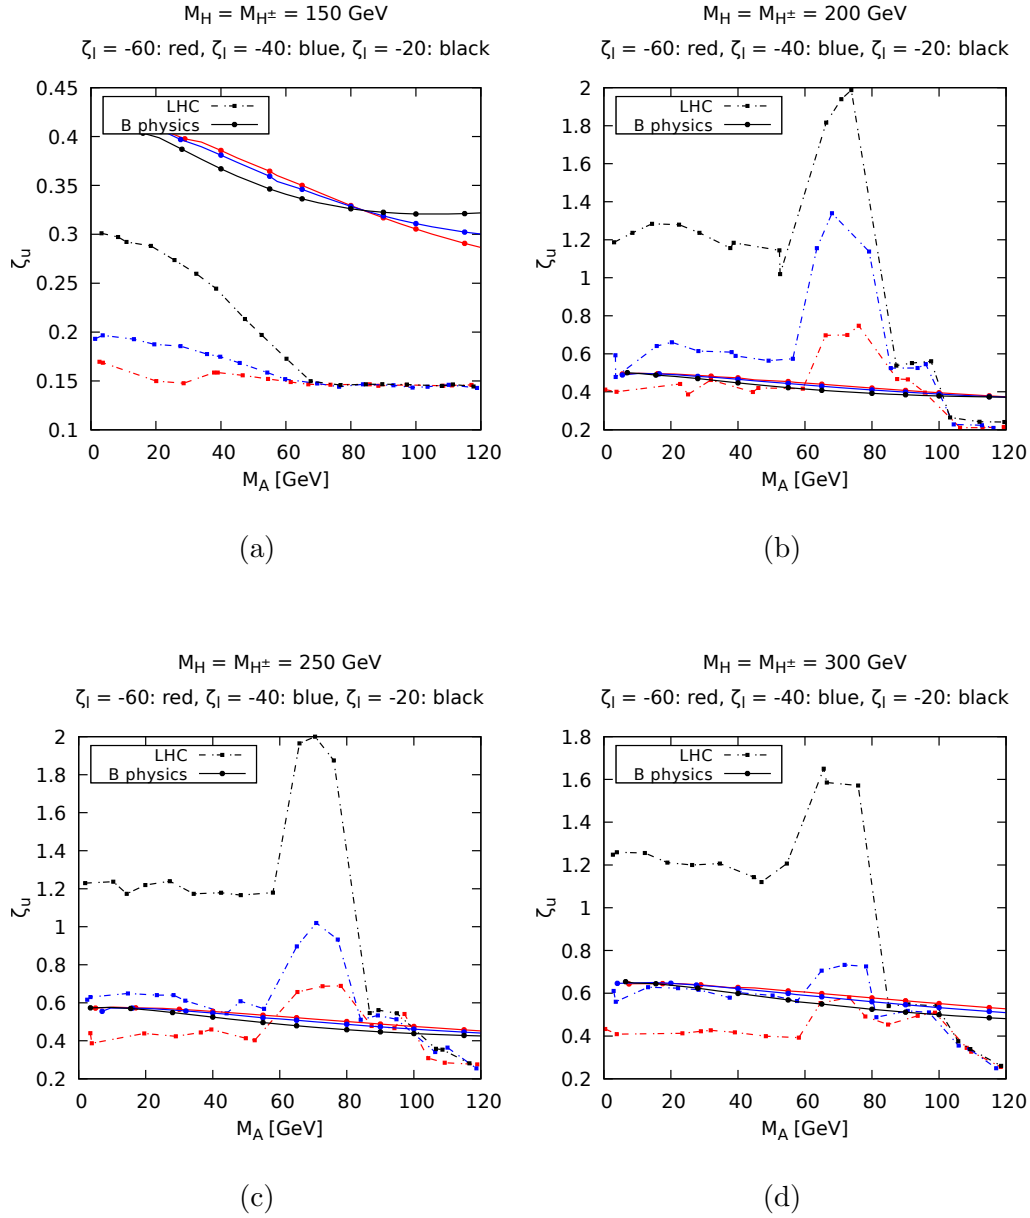 M_H = M_H± = 150 GeV
ζ_l = -60: red, ζ_l = -40: blue, ζ_l = -20: black
0.45
0.4
0.35
0.3
0.25
0.2
0.15
0.1
ζ_u
LHC
B physics
0 20 40 60 80 100 120
M_A [GeV]
(a)
M_H = M_H± = 200 GeV
ζ_l = -60: red, ζ_l = -40: blue, ζ_l = -20: black
2
1.8
1.6
1.4
1.2
1
0.8
0.6
0.4
0.2
ζ_u
LHC
B physics
0 20 40 60 80 100 120
M_A [GeV]
(b)
M_H = M_H± = 250 GeV
ζ_l = -60: red, ζ_l = -40: blue, ζ_l = -20: black
2
1.8
1.6
1.4
1.2
1
0.8
0.6
0.4
0.2
ζ_u
LHC
B physics
0 20 40 60 80 100 120
M_A [GeV]
(c)
M_H = M_H± = 300 GeV
ζ_l = -60: red, ζ_l = -40: blue, ζ_l = -20: black
1.8
1.6
1.4
1.2
1
0.8
0.6
0.4
0.2
ζ_u
LHC
B physics
0 20 40 60 80 100 120
M_A [GeV]
(d)